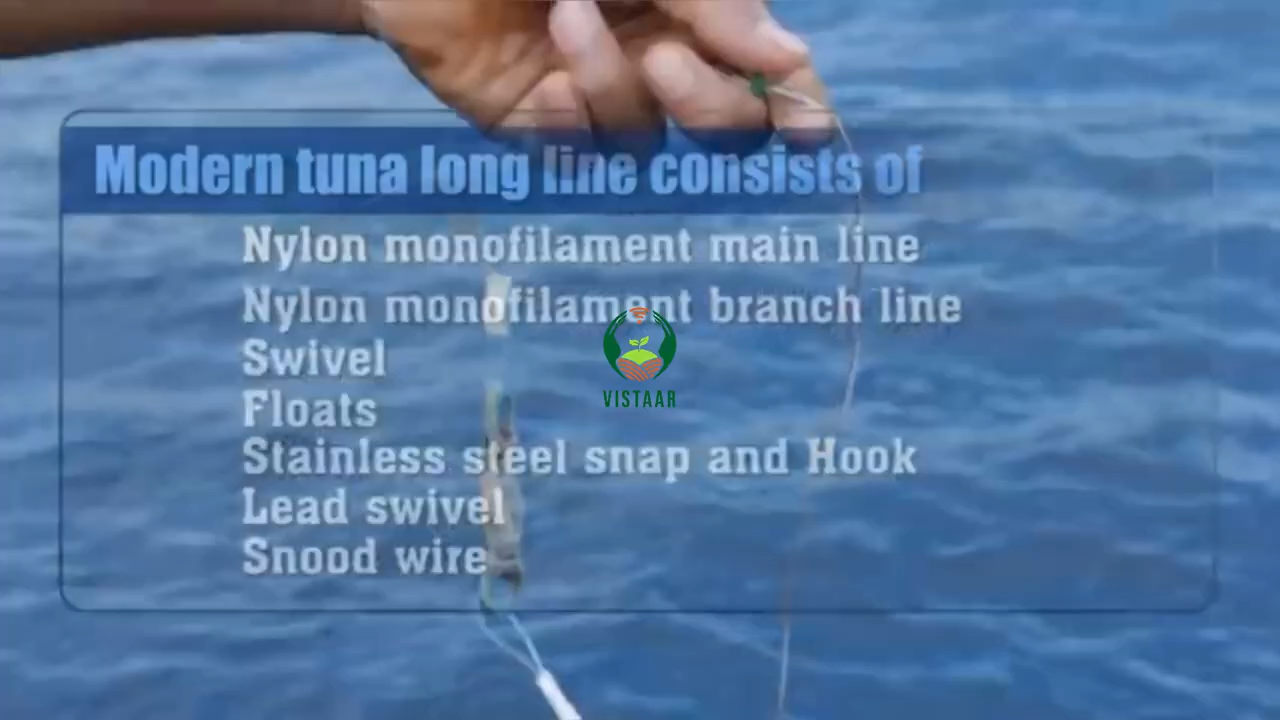 Modern tuna long line consists of
Nylon monofilament main line
Nylon monofilament branch line
Swivel
Floats
VISTAAR
Stainless steel snap and Hook
Lead swivel
Snood wire